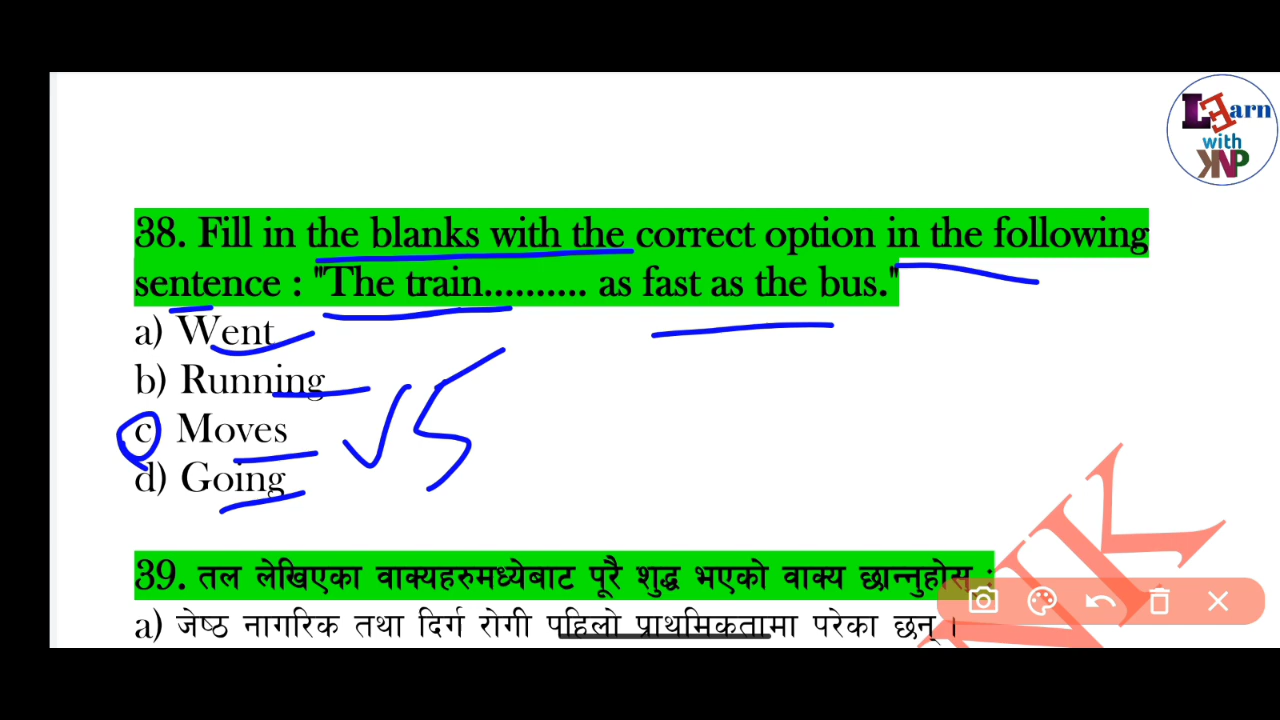 LEarn
with
KNP
38. Fill in the blanks with the correct option in the following
sentence : "The train.......... as fast as the bus."
a) Went
b) Running
c) Moves
d) Going
39. तल लेखिएका वाक्यहरुमध्येबाट पूरै शुद्ध भएको वाक्य छान्नुहोस् :
a) जेष्ठ नागरिक तथा दिर्ग रोगी पहिलो प्राथमिकतामा परेका छन् ।